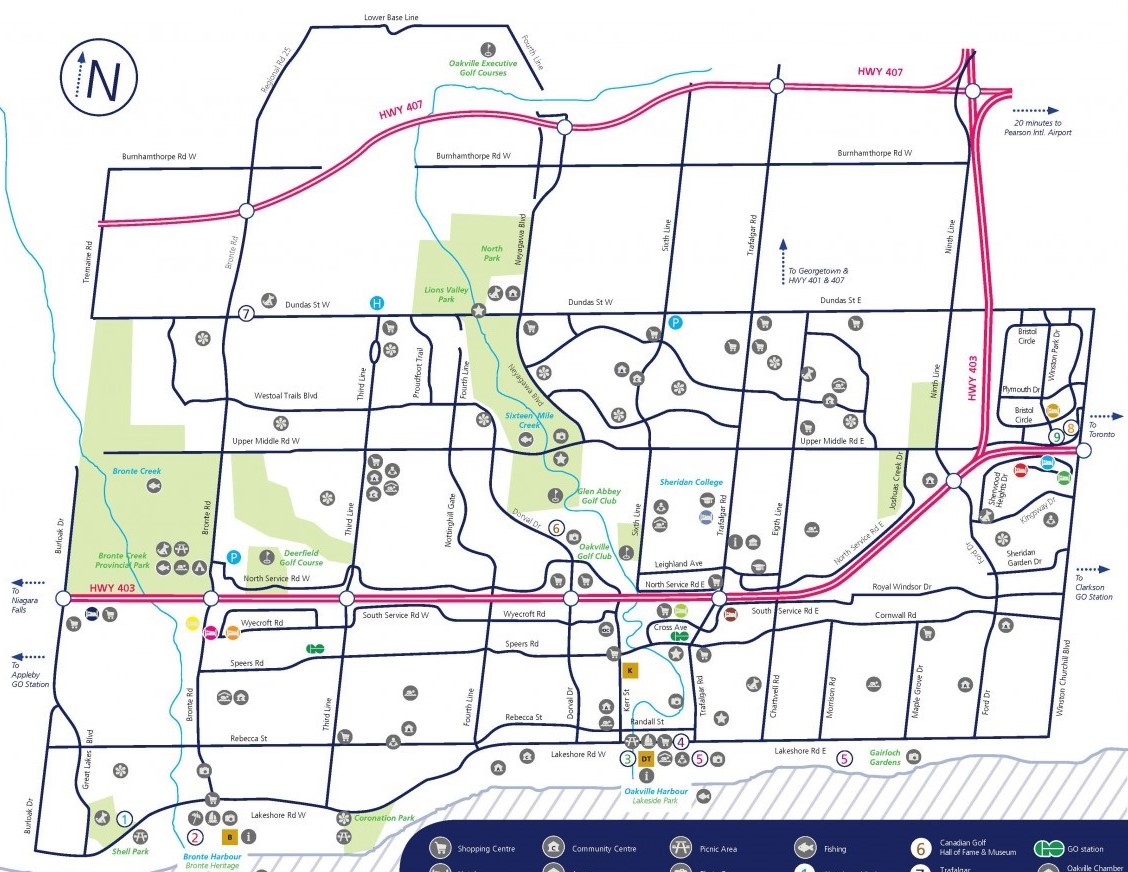 Lower Base Line
Regional Rd 25
Fourth Line
Oakville Executive
Golf Courses
N
HWY 407
HWY 407
20 minutes to
Pearson Intl. Airport
Burnhamthorpe Rd W
Burnhamthorpe Rd W
Burnhamthorpe Rd W
Tremaine Rd
Bronte Rd
North
Park
Neyagawa Blvd
Sixth Line
Trafalgar Rd
Ninth Line
To Georgetown &
HWY 401 & 407
Lions Valley
Park
7
Dundas St W
H
Dundas St W
P
Dundas St E
Bristol
Circle
Winston Park Dr
Third Line
Proudfoot Trail
Fourth Line
Neyagawa Blvd
Ninth Line
HWY 403
Plymouth Dr
Westoal Trails Blvd
Sixteen Mile
Creek
Bristol
Circle
8
9
To
Toronto
Upper Middle Rd W
Upper Middle Rd E
Bronte Creek
Sheridan College
Joshuas Creek Dr
Sherwood
Heights Dr
Glen Abbey
Golf Club
Kingsway Dr
Burloak Dr
Bronte Rd
Third Line
Nottinghill Gate
Dorval Dr
6
Sixth Line
Trafalgar Rd
Eigth Line
North Service Rd E
Ford Dr
Oakville
Golf Club
Sheridan
Garden Dr
Bronte Creek
Provincial Park
P
Deerfield
Golf Course
Leighland Ave
To
Niagara
Falls
HWY 403
North Service Rd W
North Service Rd E
Royal Windsor Dr
To
Clarkson
GO Station
Wyecroft Rd
South Service Rd W
Wyecroft Rd
South Service Rd E
Cornwall Rd
Cross Ave
GO
GO
Speers Rd
Speers Rd
To
Appleby
GO Station
K
Bronte Rd
Third Line
Fourth Line
Dorval Dr
Kerr St
Trafalgar Rd
Chartwell Rd
Morrison Rd
Maple Grove Dr
Ford Dr
Winston Churchill Blvd
Great Lakes Blvd
Rebecca St
Rebecca St
Randall St
4
Lakeshore Rd W
3
DT
5
Lakeshore Rd E
5
Gairloch
Gardens
Oakville Harbour
Lakeside Park
Burloak Dr
1
Lakeshore Rd W
Coronation Park
Shell Park
2
B
Bronte Harbour
Bronte Heritage
Shopping Centre
Community Centre
Picnic Area
Fishing
6
Canadian Golf
Hall of Fame & Museum
GO
GO station
Trafalgar
Oakville Chamber